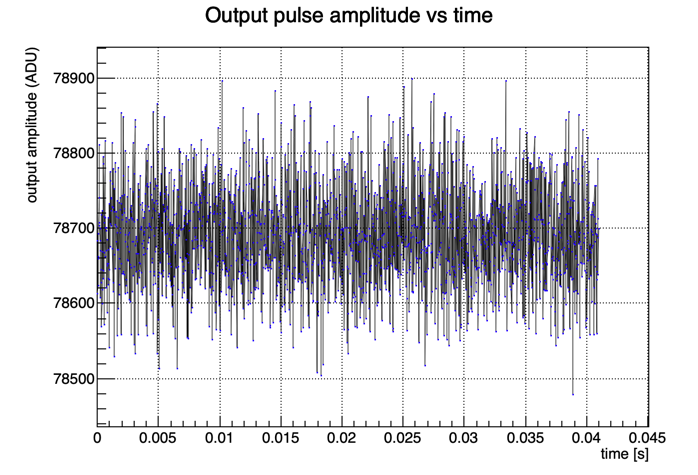 Output pulse amplitude vs time
output amplitude (ADU)
78900
78800
78700
78600
78500
0 0.005 0.01 0.015 0.02 0.025 0.03 0.035 0.04 0.045
time [s]